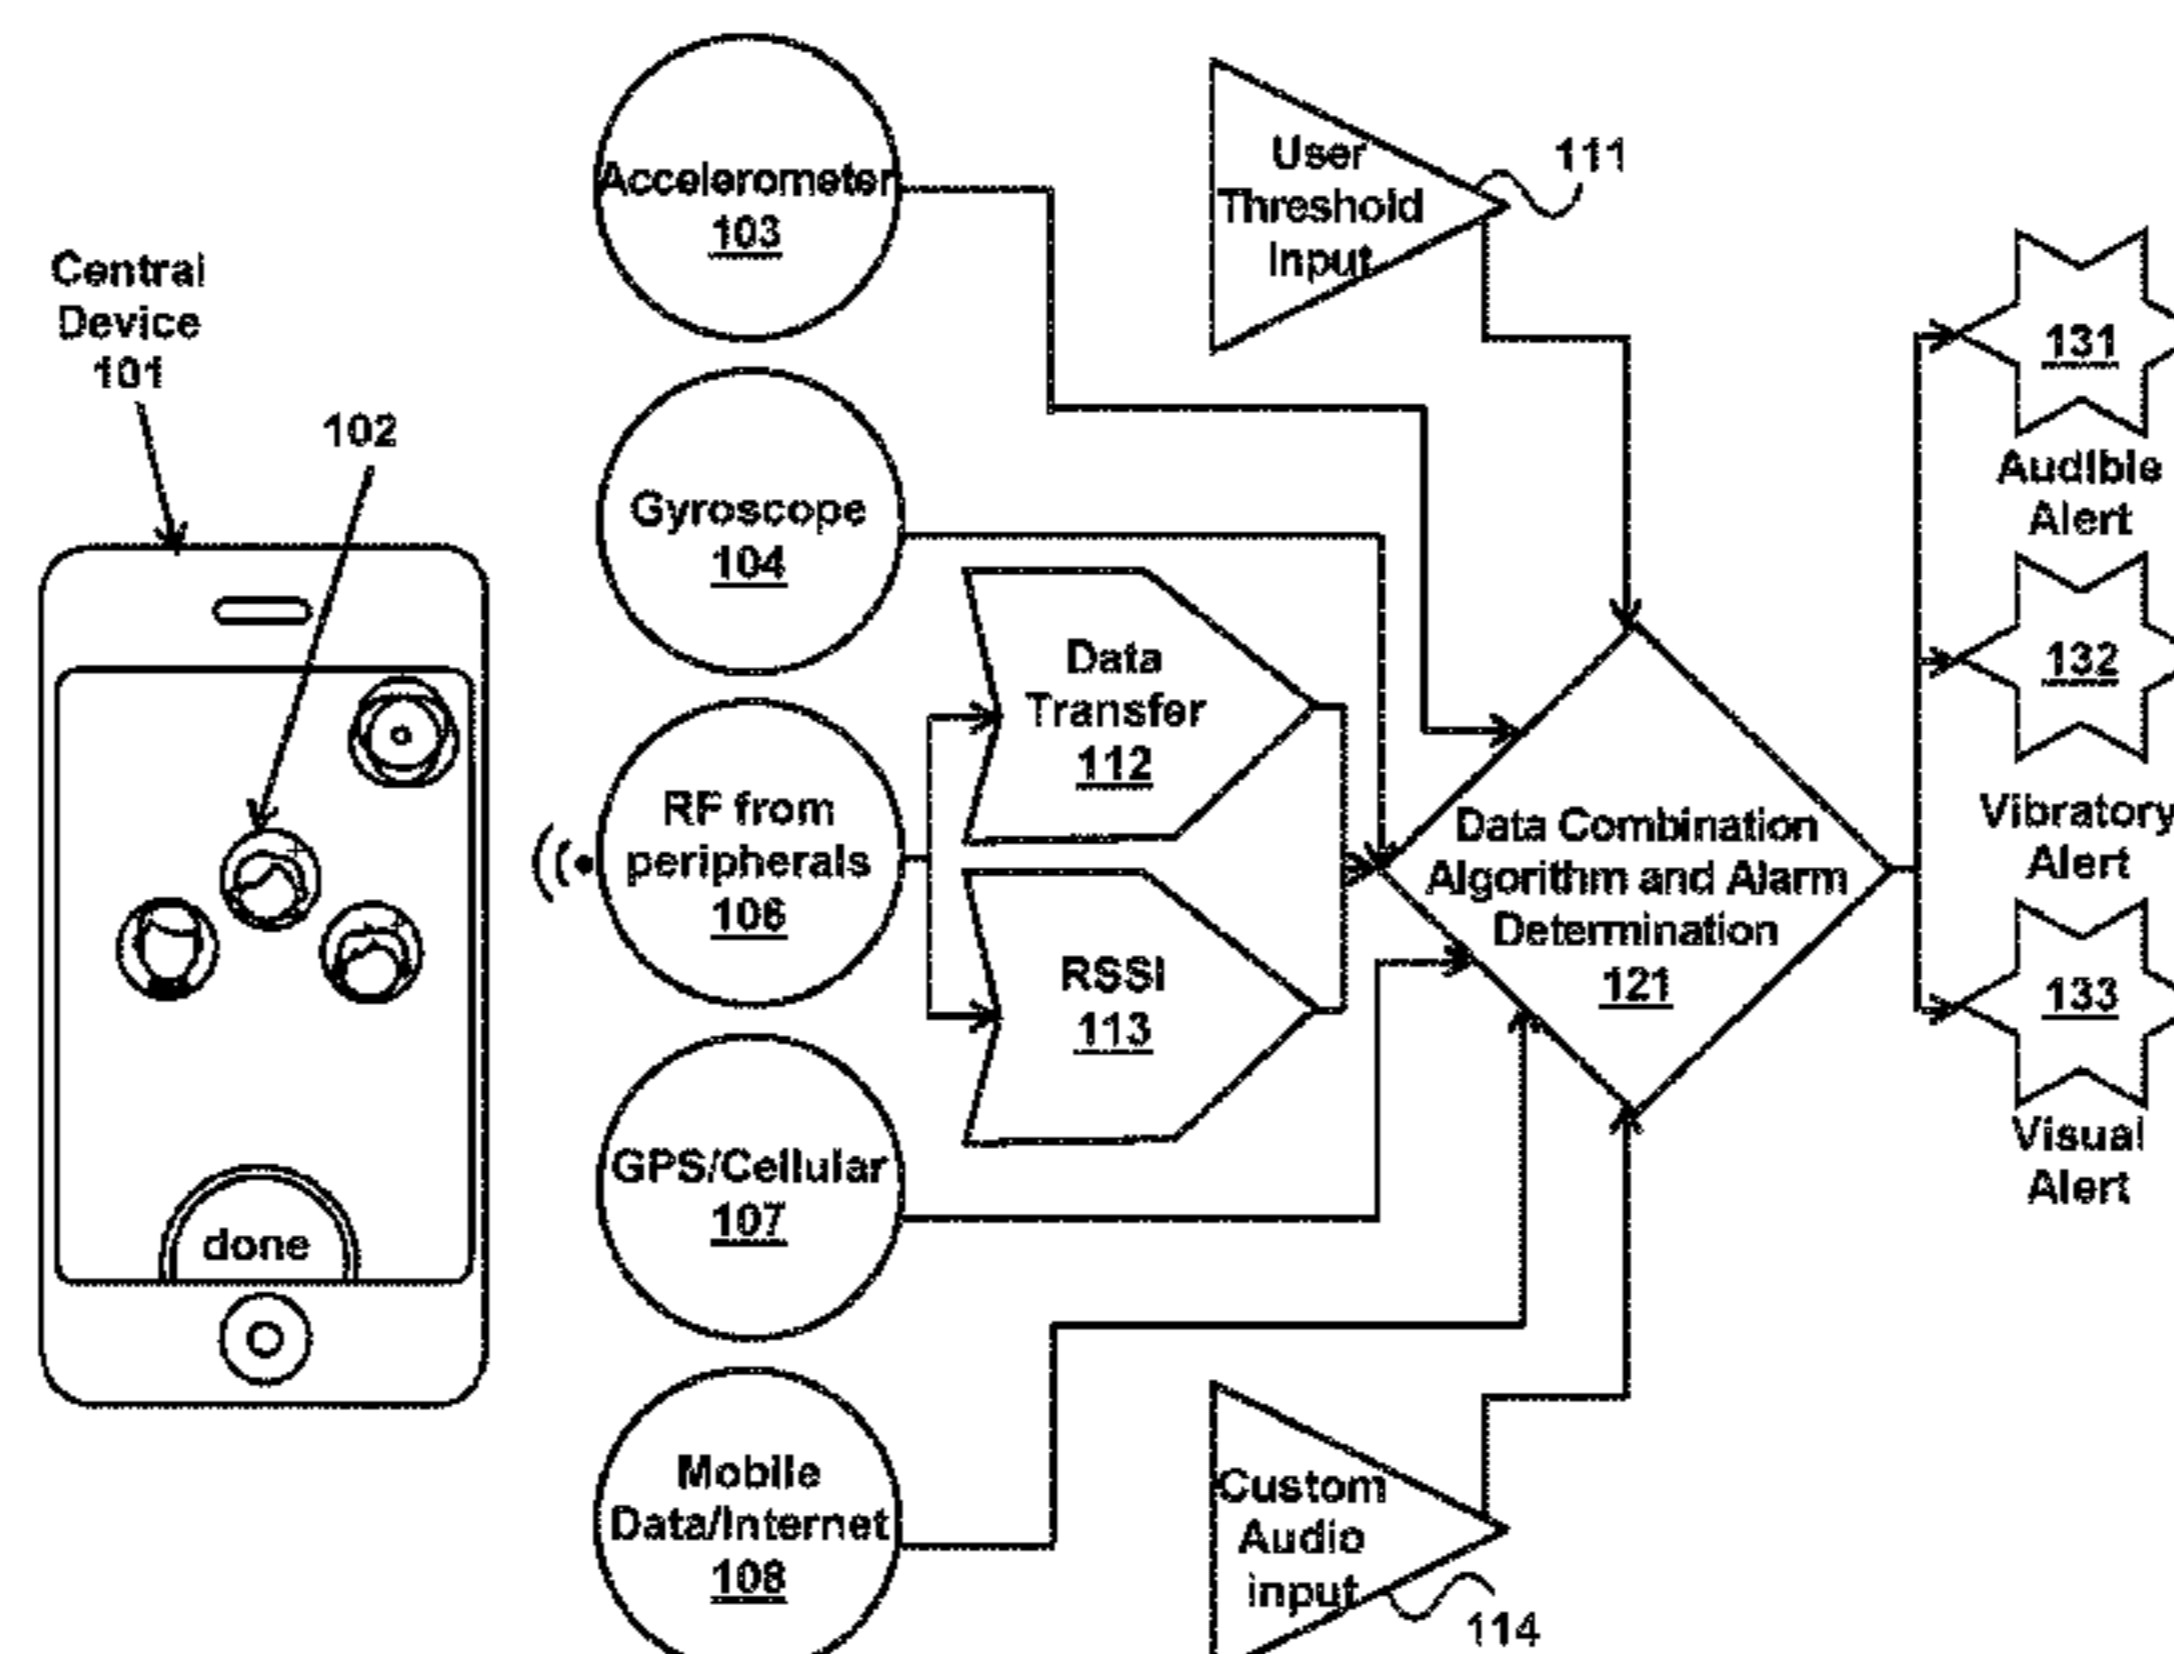 Central
Device
101
102
done
Accelerometer
103
Gyroscope
104
RF from
peripherals
106
GPS/Cellular
107
Mobile
Data/Internet
108
User
Threshold
Input
111
Data
Transfer
112
RSSI
113
Custom
Audio
input
114
Data Combination
Algorithm and Alarm
Determination
121
131
Audible
Alert
132
Vibratory
Alert
133
Visual
Alert